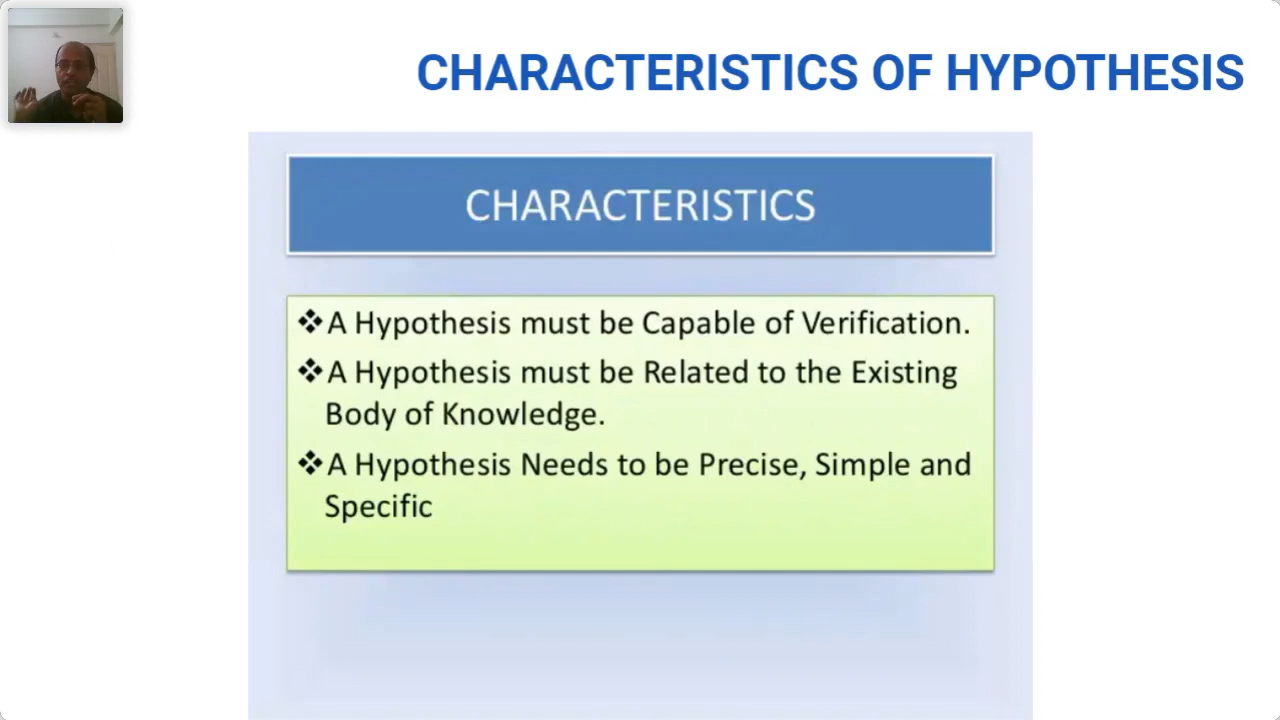 CHARACTERISTICS OF HYPOTHESIS
CHARACTERISTICS
❖A Hypothesis must be Capable of Verification.
❖A Hypothesis must be Related to the Existing
Body of Knowledge.
❖A Hypothesis Needs to be Precise, Simple and
Specific